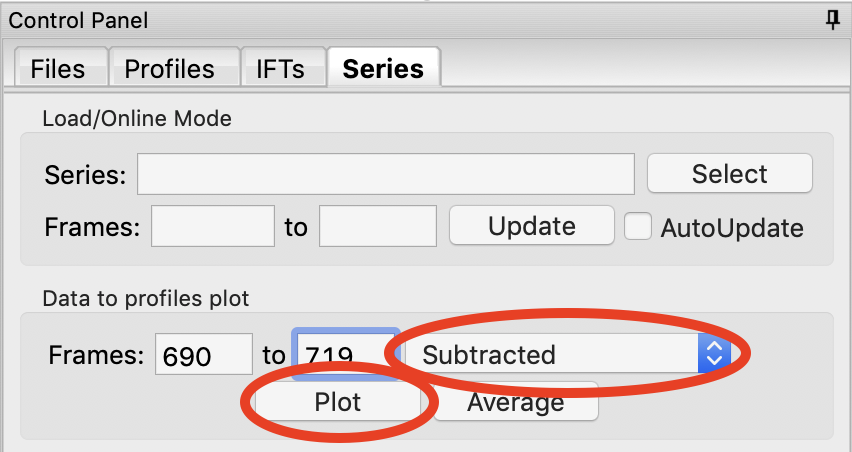 Control Panel
Files Profiles IFTs Series
Load/Online Mode
Series: Select
Frames: to Update AutoUpdate
Data to profiles plot
Frames: 690 to 719 Subtracted
Plot Average